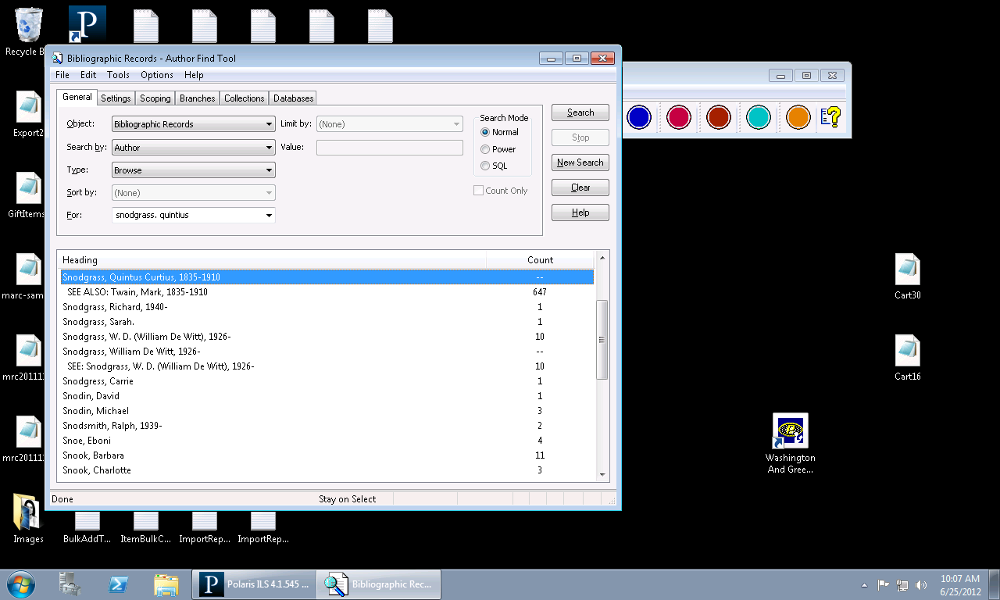 Recycle B
Bibliographic Records - Author Find Tool
File Edit Tools Options Help
General Settings Scoping Branches Collections Databases
Object: Bibliographic Records Limit by: (None)
Search by: Author Value:
Type: Browse
Sort by: (None)
For: snodgrass. quintius
Search Mode
Normal
Power
SQL
Count Only
Search
Stop
New Search
Clear
Help
Heading Count
Snodgrass, Quintus Curtius, 1835-1910 --
SEE ALSO: Twain, Mark, 1835-1910 647
Snodgrass, Richard, 1940- 1
Snodgrass, Sarah. 1
Snodgrass, W. D. (William De Witt), 1926- 10
Snodgrass, William De Witt, 1926- --
SEE: Snodgrass, W. D. (William De Witt), 1926- 10
Snodgress, Carrie 1
Snodin, David 1
Snodin, Michael 3
Snodsmith, Ralph, 1939- 2
Snoe, Eboni 4
Snook, Barbara 11
Snook, Charlotte 3
Done Stay on Select
Export2
GiftItems
marc-sam
mrc20111
mrc20111
Images
BulkAddT...
ItemBulkC...
ImportRep...
ImportRep...
Cart30
Cart16
Washington
And Gree...
Polaris ILS 4.1.545 ...
Bibliographic Rec...
10:07 AM
6/25/2012